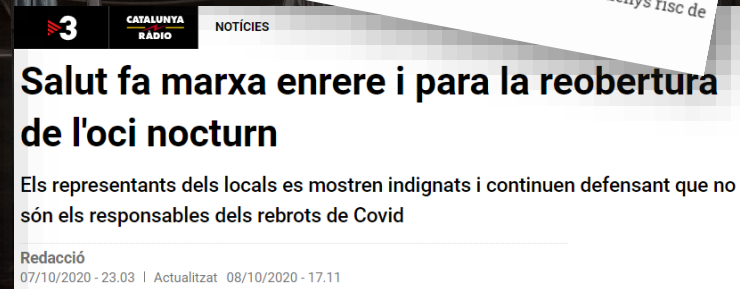 risc de
3
CATALUNYA
RÀDIO
NOTÍCIES
Salut fa marxa enrere i para la reobertura
de l'oci nocturn
Els representants dels locals es mostren indignats i continuen defensant que no
són els responsables dels rebrots de Covid
Redacció
07/10/2020 - 23.03 | Actualitzat 08/10/2020 - 17.11